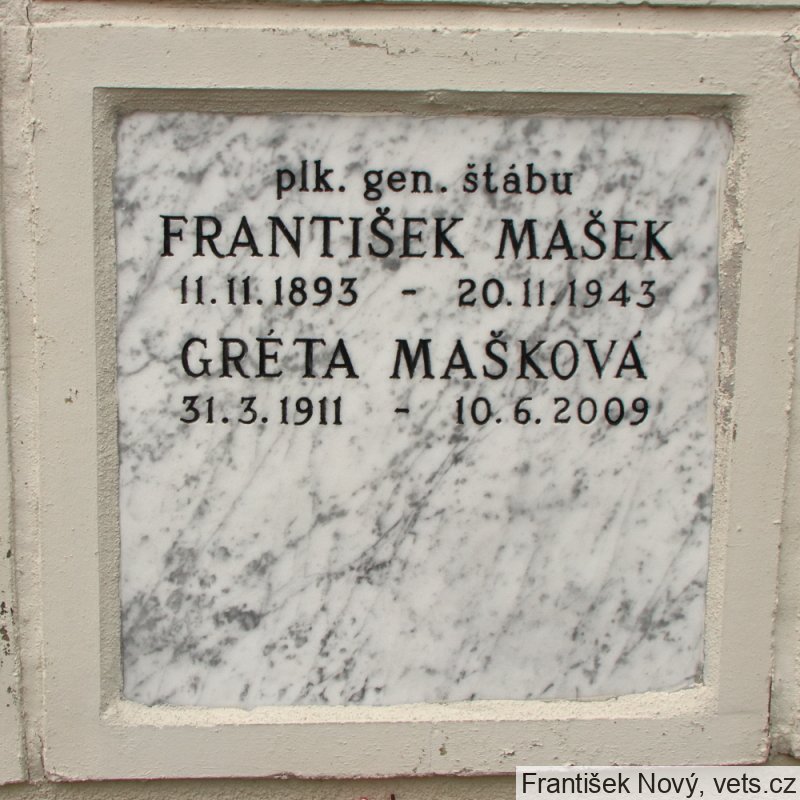 plk. gen. štábu
FRANTIŠEK MAŠEK
11.11.1893 - 20.11.1943
GRÉTA MAŠKOVÁ
31.3.1911 - 10.6.2009
František Nový, vets.cz